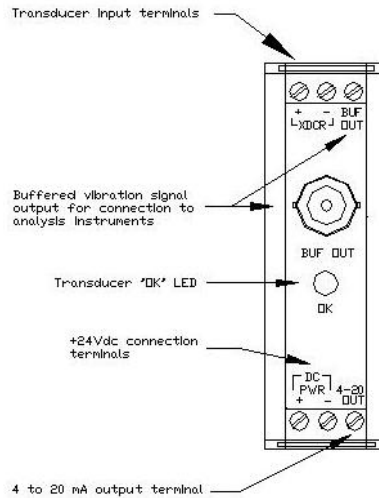 Transducer Input terminals
+ - BUF
XDCR OUT
Buffered vibration signal
output for connection to
analysis instruments
BUF OUT
Transducer "OK" LED
OK
+24Vdc connection
terminals
DC
PWR 4-20
+ - OUT
4 to 20 mA output terminal